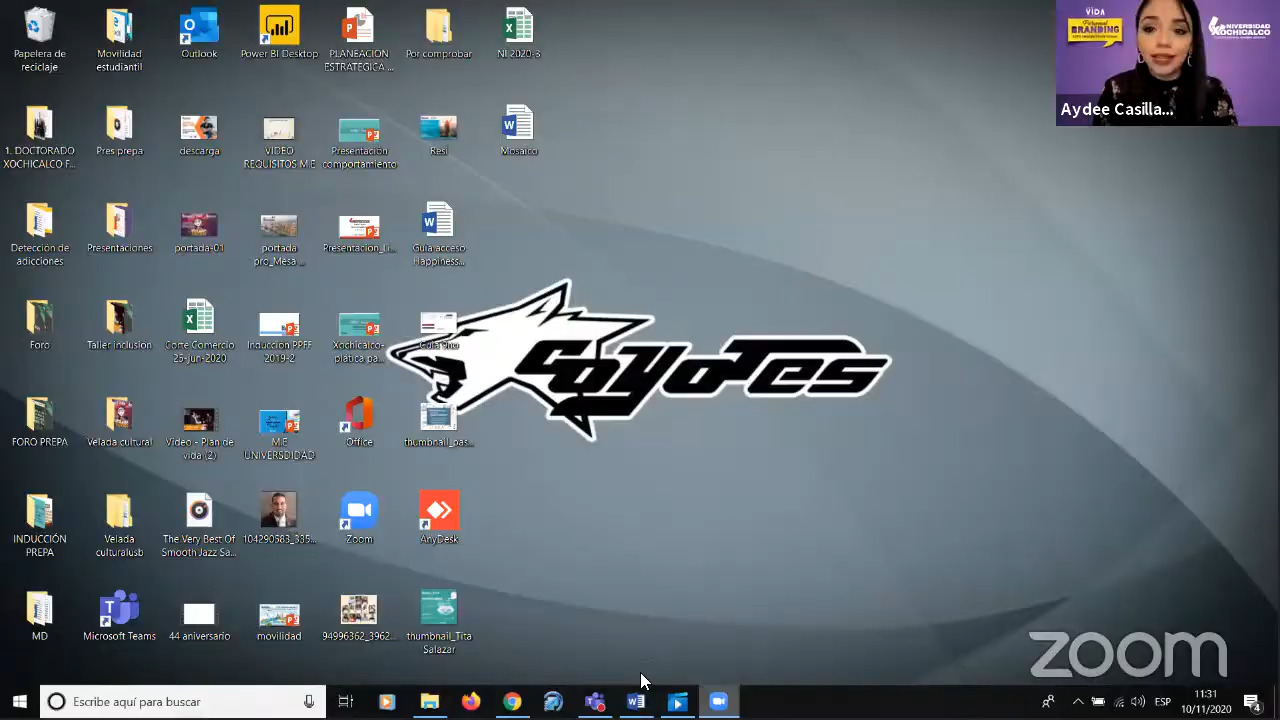 Papelera de
reciclaje
Movilidad
estudiantil
Outlook
Power BI Desktop
PLANEACION
ESTRATEGICA ...
Por comprobar
NI 2020-3
1. DOCTORADO
XOCHICALCO F...
Pres prepa
descarga
VIDEO
REQUISITOS M.E
Presentación
comportamiento
Resi
Mosaico
Detección de
adicciones
Presentaciones
portada-01
portada
pro_Mesa ...
Presentacion_Li...
Guia acceso
Happiness...
Foro
Taller inclusion
Corte Comercio
25-jun-2020
Induccion PPFF
2019-2
Xochicalco-
platica pa...
Coyotes
FORO PREPA
Velada cultural
Video - Plan de
vida (2)
M.E
UNIVERSDIDAD
Office
thumbnail_pas...
INDUCCIÓN
PREPA
Velada
culturalusb
The Very Best Of
Smooth Jazz Sa...
104290583_335...
Zoom
AnyDesk
MD
Microsoft Teams
44 aniversario
movilidad
94996362_3962...
thumbnail_Tita
Salazar
VIDA
Personal
BRANDING
UNIVERSIDAD
XOCHICALCO
Aydee Casilla...
zoom
Escribe aquí para buscar
ESP
11:31
10/11/2020
4